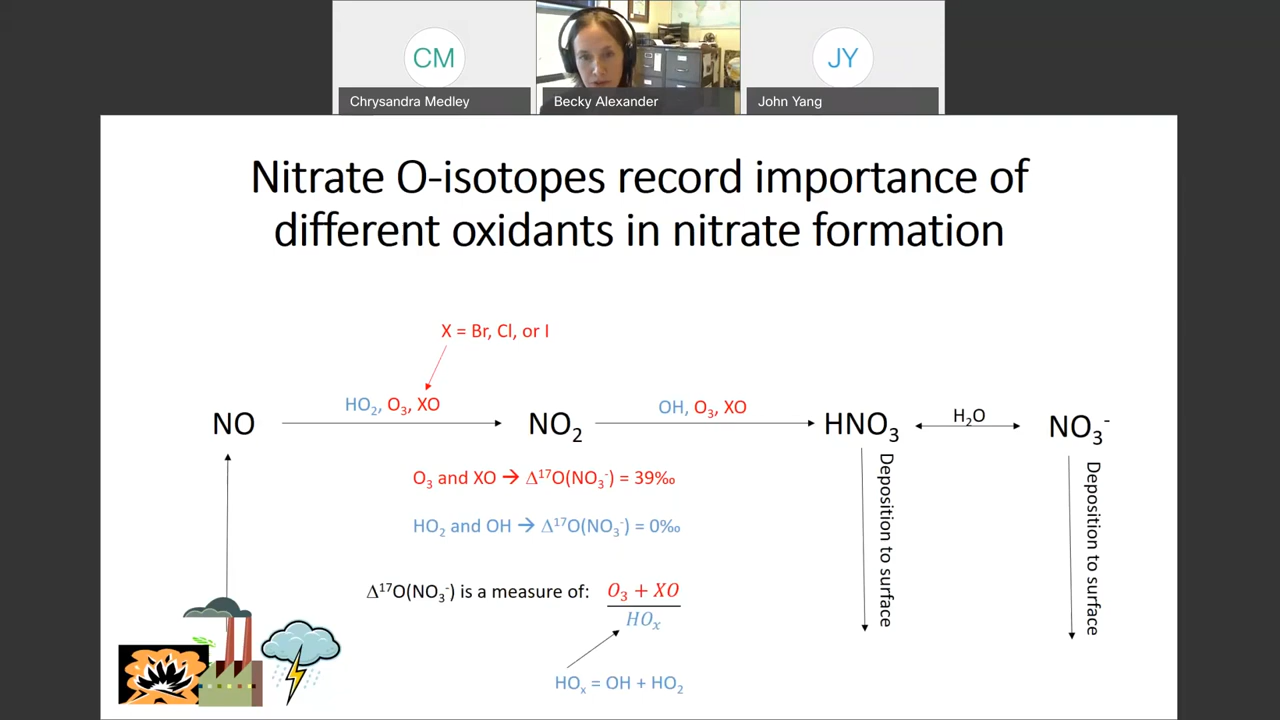 CM
JY
Chrysandra Medley
Becky Alexander
John Yang
Nitrate O-isotopes record importance of
different oxidants in nitrate formation
X = Br, Cl, or I
HO₂, O₃, XO
OH, O₃, XO
H₂O
NO
NO₂
HNO₃
NO₃⁻
O₃ and XO → Δ¹⁷O(NO₃⁻) = 39‰
HO₂ and OH → Δ¹⁷O(NO₃⁻) = 0‰
Δ¹⁷O(NO₃⁻) is a measure of:
O₃ + XO
HOₓ
HOₓ = OH + HO₂
Deposition to surface
Deposition to surface